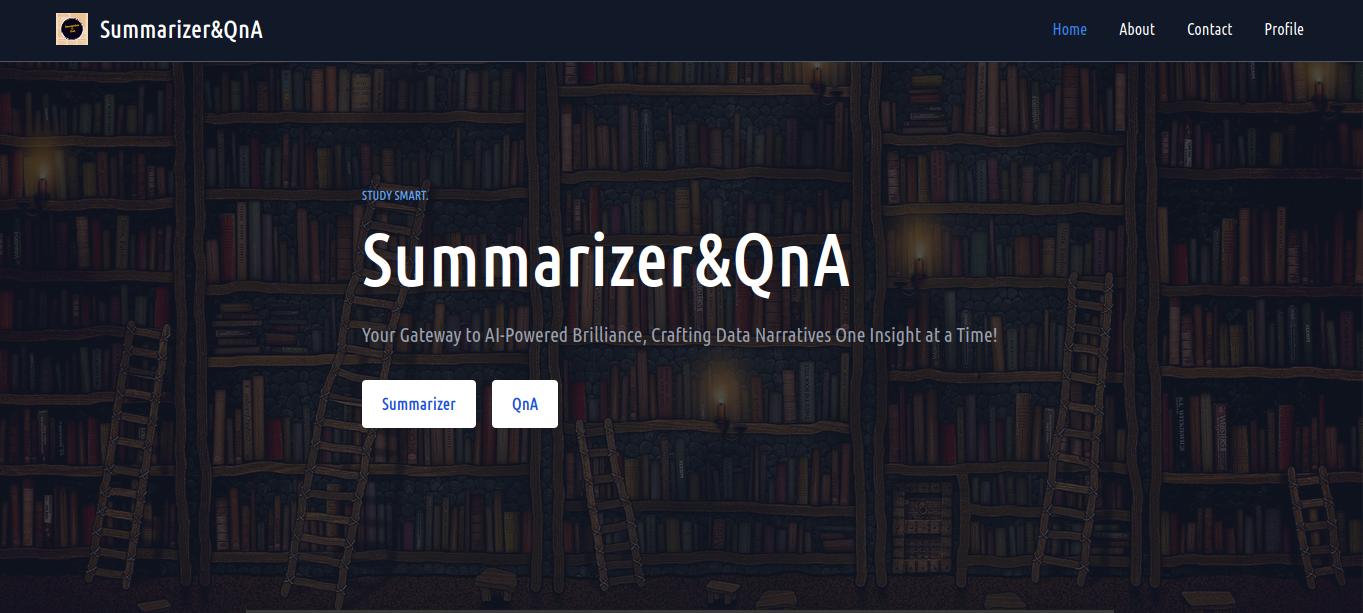 Summarizer&QnA
Home About Contact Profile
STUDY SMART.
Summarizer&QnA
Your Gateway to AI-Powered Brilliance, Crafting Data Narratives One Insight at a Time!
Summarizer QnA